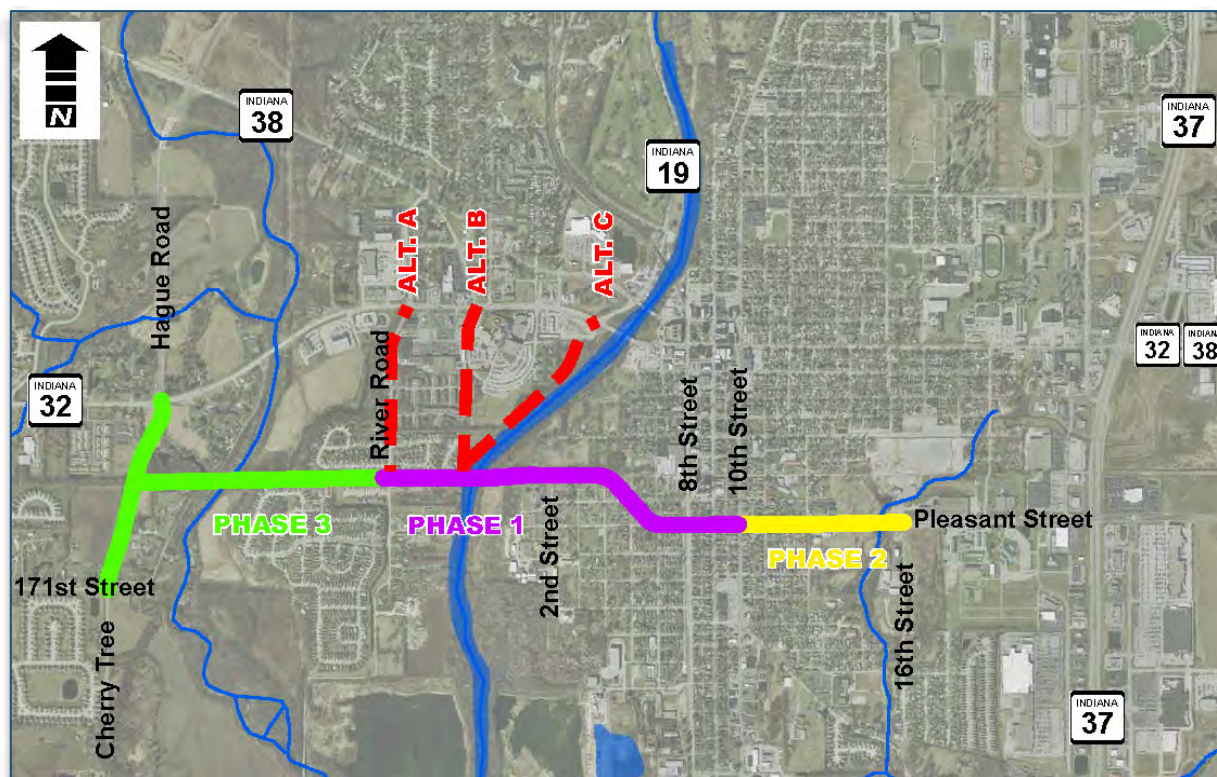 N
INDIANA
38
INDIANA
19
INDIANA
37
Hague Road
ALT. A
ALT. B
ALT. C
INDIANA
32
INDIANA
38
INDIANA
32
River Road
8th Street
10th Street
PHASE 3
PHASE 1
2nd Street
Pleasant Street
PHASE 2
171st Street
Cherry Tree
16th Street
INDIANA
37